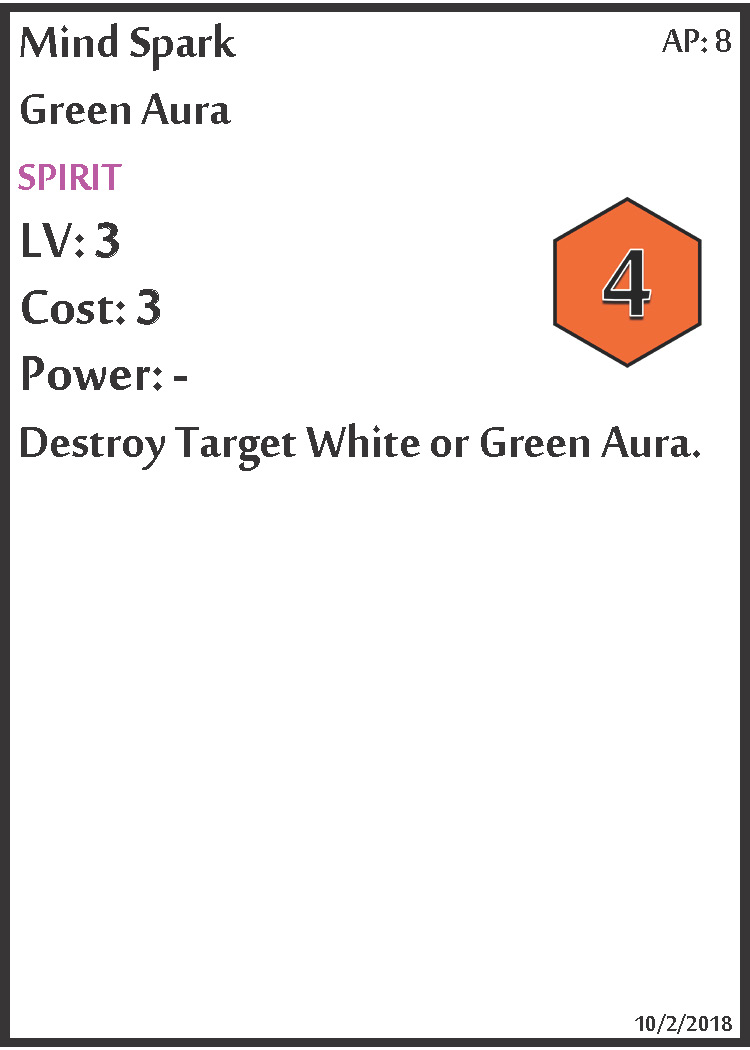 Mind Spark
AP: 8
Green Aura
SPIRIT
LV: 3
4
Cost: 3
Power: -
Destroy Target White or Green Aura.
10/2/2018